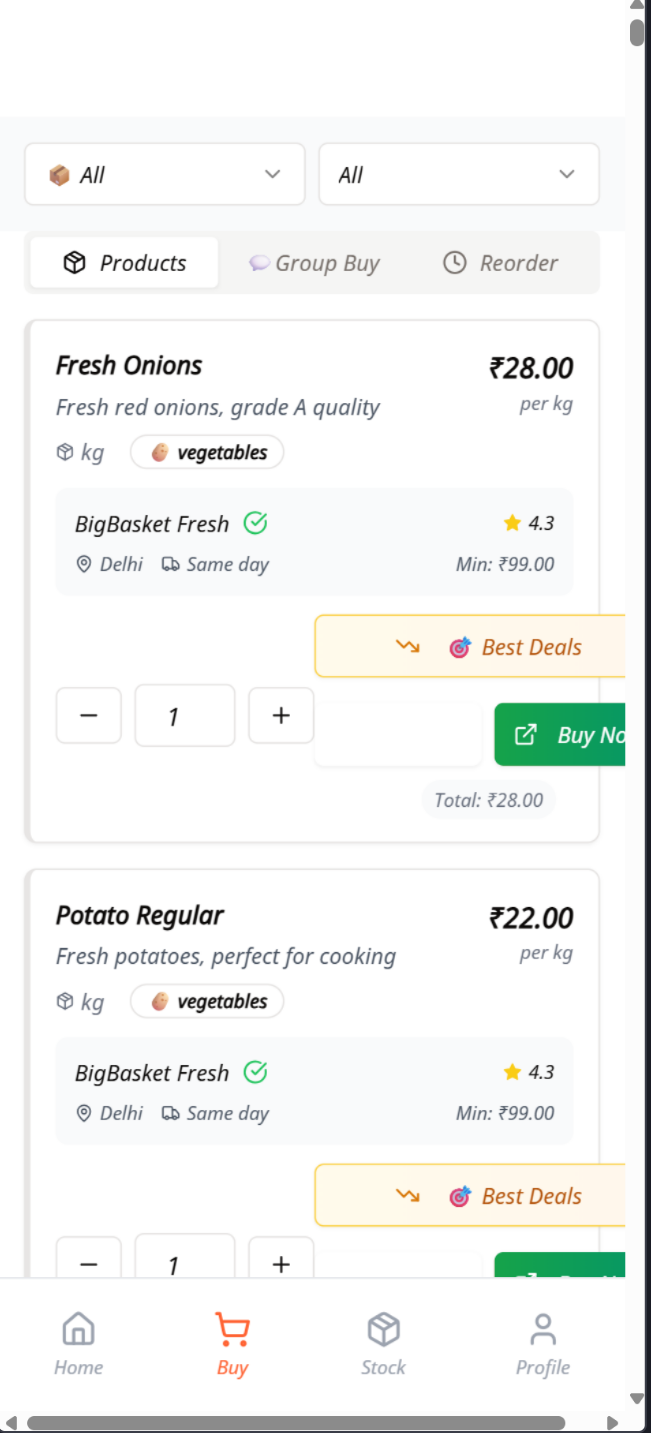 All All
Products Group Buy Reorder
Fresh Onions ₹28.00
Fresh red onions, grade A quality per kg
kg vegetables
BigBasket Fresh 4.3
Delhi Same day Min: ₹99.00
Best Deals
1
Buy No
Total: ₹28.00
Potato Regular ₹22.00
Fresh potatoes, perfect for cooking per kg
kg vegetables
BigBasket Fresh 4.3
Delhi Same day Min: ₹99.00
Best Deals
1
Home Buy Stock Profile